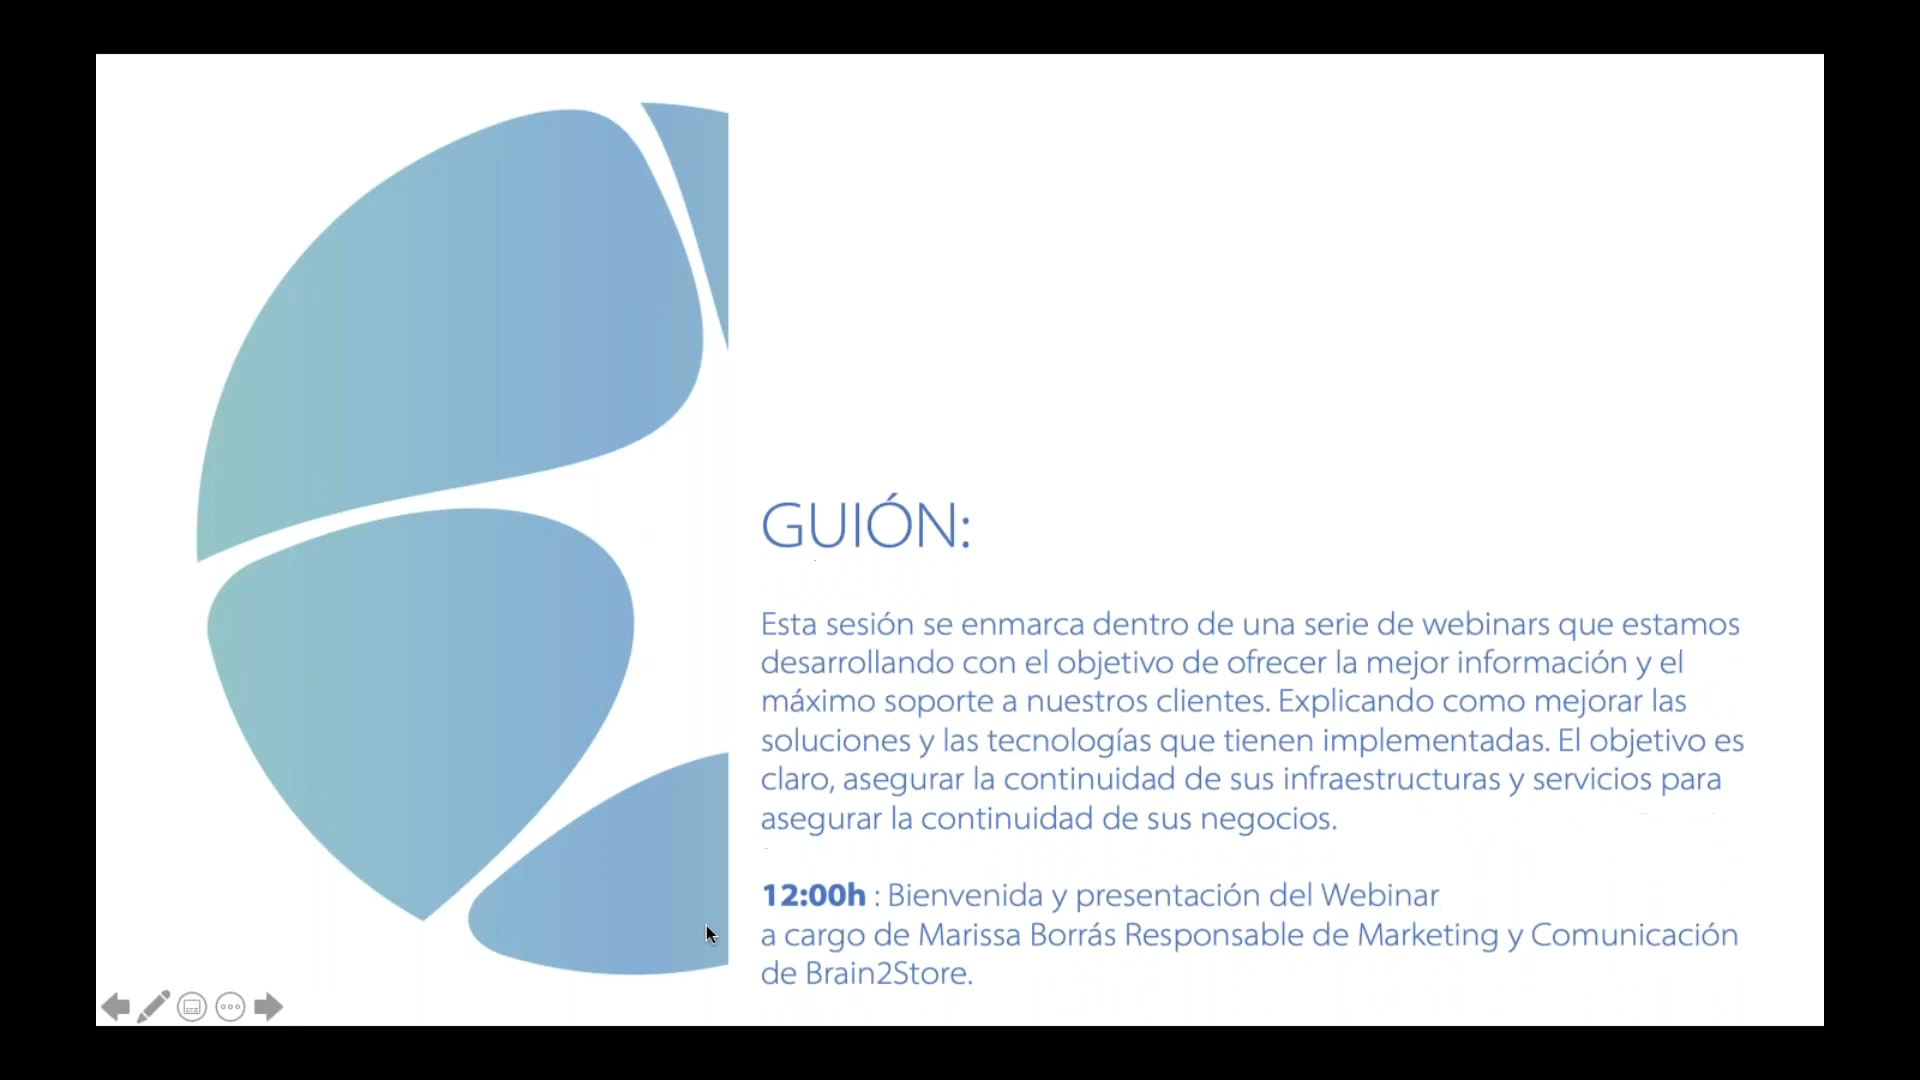 GUIÓN:
Esta sesión se enmarca dentro de una serie de webinars que estamos
desarrollando con el objetivo de ofrecer la mejor información y el
máximo soporte a nuestros clientes. Explicando como mejorar las
soluciones y las tecnologías que tienen implementadas. El objetivo es
claro, asegurar la continuidad de sus infraestructuras y servicios para
asegurar la continuidad de sus negocios.
12:00h : Bienvenida y presentación del Webinar
a cargo de Marissa Borrás Responsable de Marketing y Comunicación
de Brain2Store.